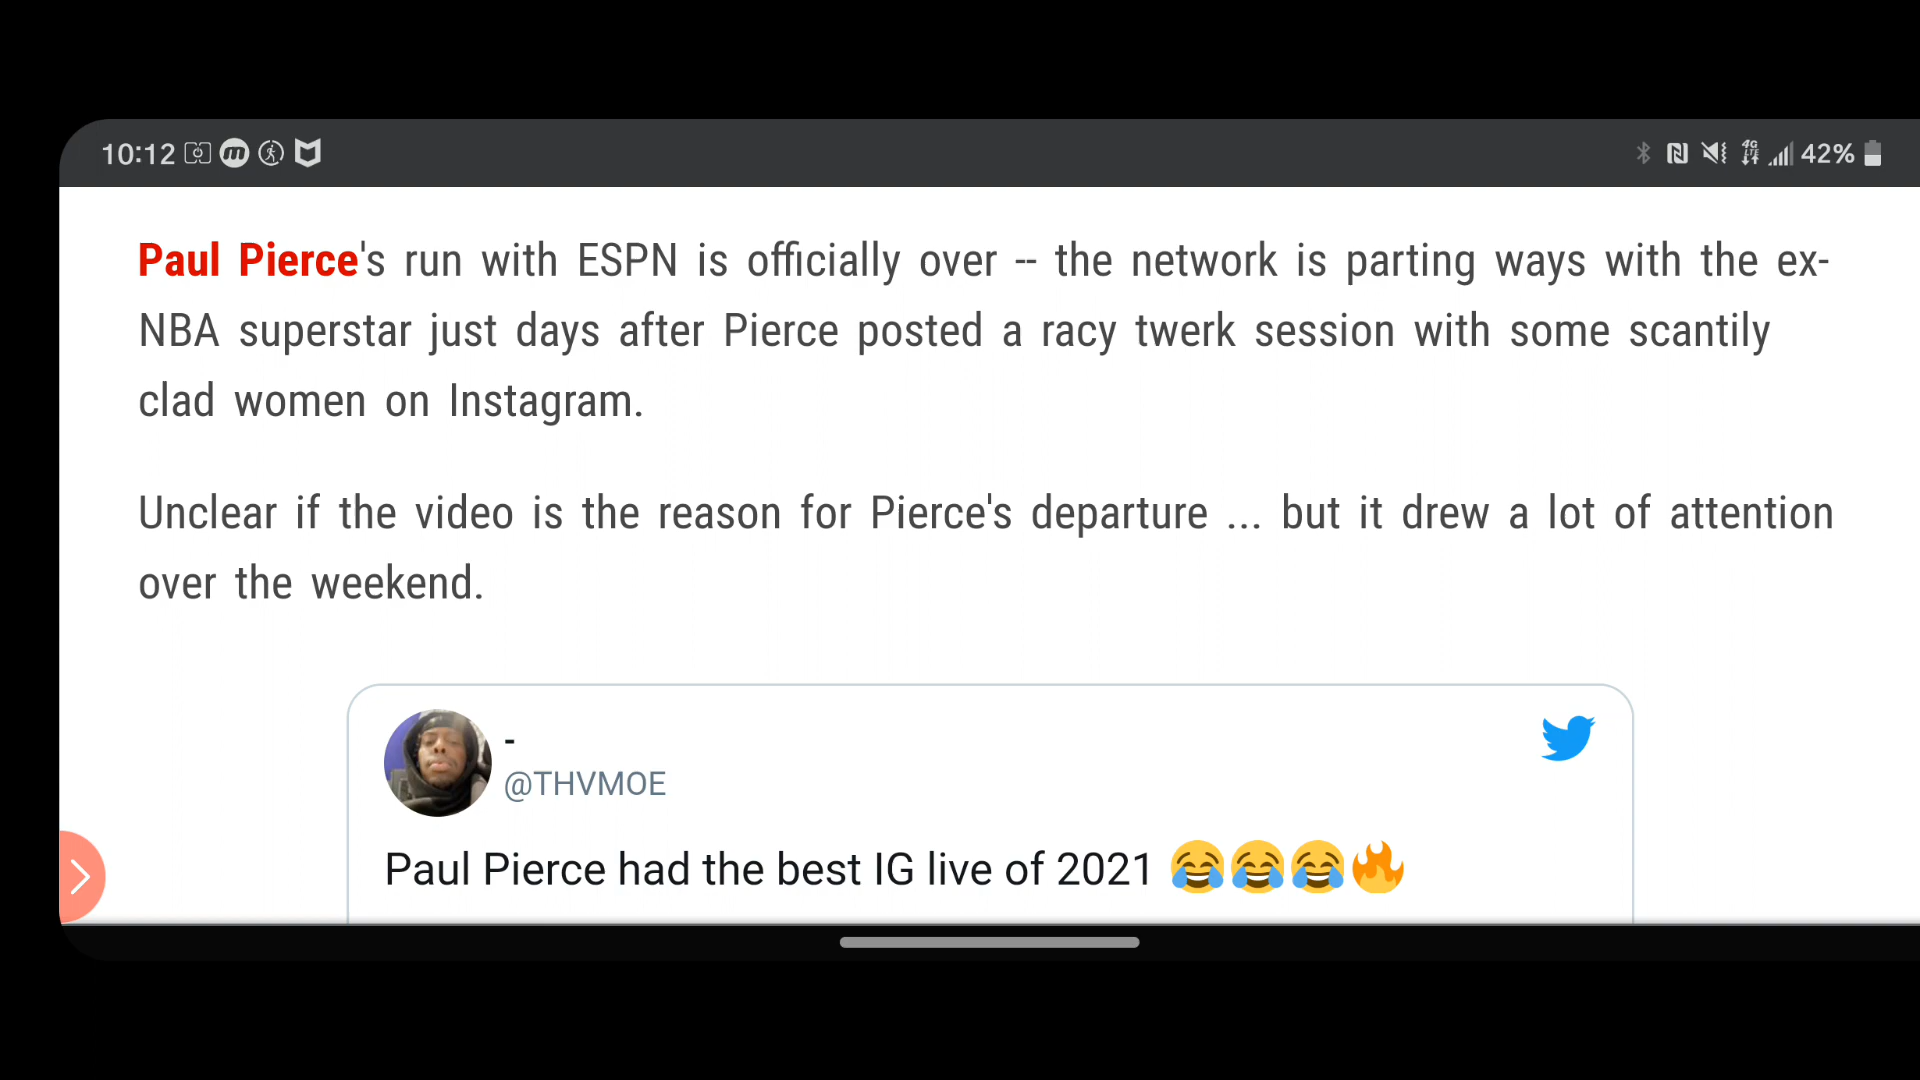 10:12
4G LTE 42%
Paul Pierce's run with ESPN is officially over -- the network is parting ways with the ex-
NBA superstar just days after Pierce posted a racy twerk session with some scantily
clad women on Instagram.
Unclear if the video is the reason for Pierce's departure ... but it drew a lot of attention
over the weekend.
-
@THVMOE
Paul Pierce had the best IG live of 2021 😂😂😂🔥